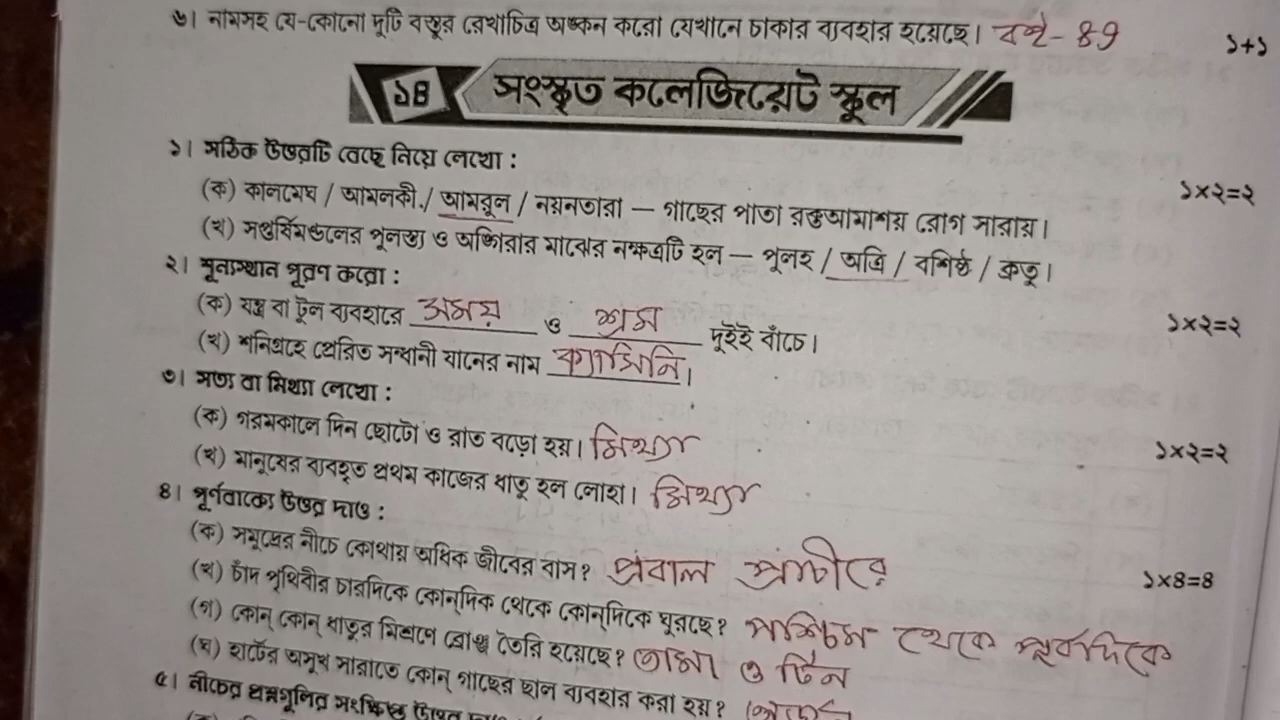 ৬। নামসহ যে-কোনো দুটি বস্তুর রেখাচিত্র অঙ্কন করো যেখানে চাকার ব্যবহার হয়েছে। বই- ৪৭ ১+১
১৪ সংস্কৃত কলেজিয়েট স্কুল
১। সঠিক উত্তরটি বেছে নিয়ে লেখো : ১×২=২
(ক) কালমেঘ / আমলকী / আমরুল / নয়নতারা — গাছের পাতা রক্তআমাশয় রোগ সারায়।
(খ) সপ্তর্ষিমণ্ডলের পুলস্ত্য ও অঙ্গিরার মাঝের নক্ষত্রটি হল — পুলহ / অত্রি / বশিষ্ঠ / ক্রতু।
২। শূন্যস্থান পূরণ করো : ১×২=২
(ক) যন্ত্র বা টুল ব্যবহারে সময় ও শ্রম দুইই বাঁচে।
(খ) শনিগ্রহে প্রেরিত সন্ধানী যানের নাম ক্যাসিনি।
৩। সত্য বা মিথ্যা লেখো : ১×২=২
(ক) গরমকালে দিন ছোটো ও রাত বড়ো হয়। মিথ্যা
(খ) মানুষের ব্যবহৃত প্রথম কাজের ধাতু হল লোহা। মিথ্যা
৪। পূর্ণবাক্যে উত্তর দাও : ১×৪=৪
(ক) সমুদ্রের নীচে কোথায় অধিক জীবের বাস? প্রবাল প্রাচীরে
(খ) চাঁদ পৃথিবীর চারদিকে কোন্‌দিক থেকে কোন্‌দিকে ঘুরছে? পশ্চিম থেকে পূর্বদিকে
(গ) কোন্ কোন্ ধাতুর মিশ্রণে ব্রোঞ্জ তৈরি হয়েছে? তামা ও টিন
(ঘ) হার্টের অসুখ সারাতে কোন্ গাছের ছাল ব্যবহার করা হয়?
৫। নীচের প্রশ্নগুলির সংক্ষিপ্ত উত্তর